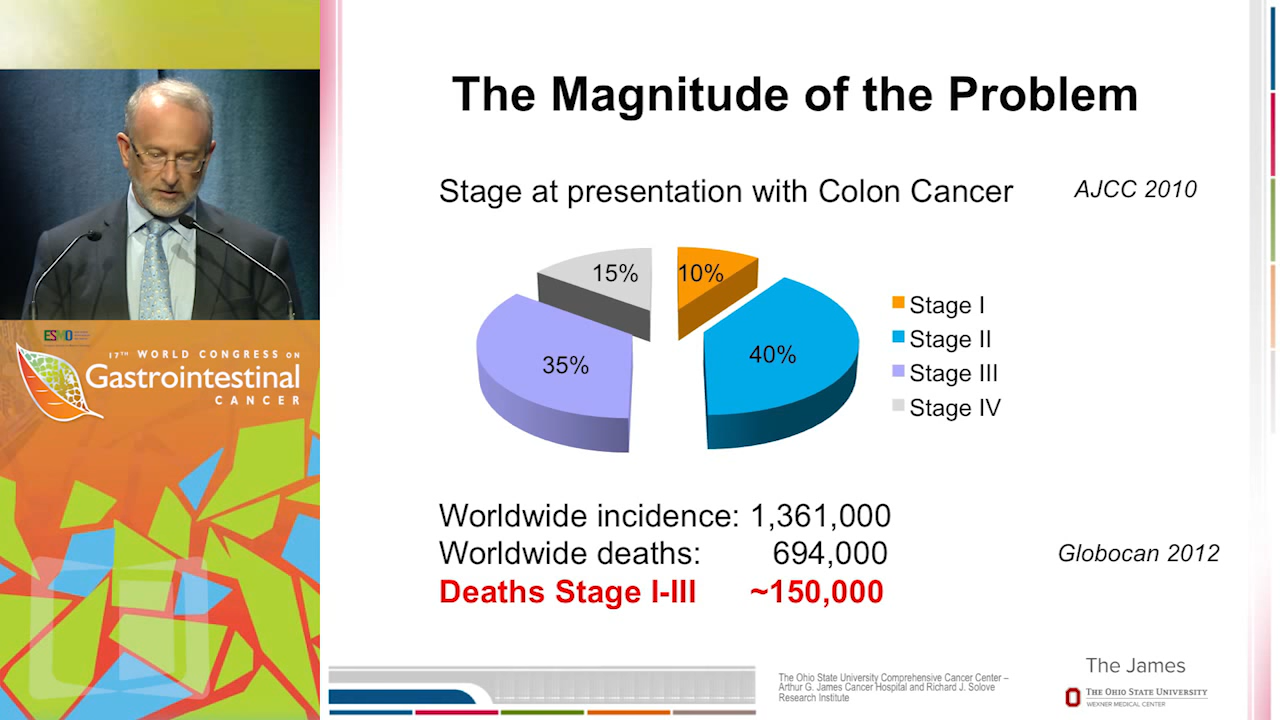 The Magnitude of the Problem
Stage at presentation with Colon Cancer
AJCC 2010
15%
10%
35%
40%
Stage I
Stage II
Stage III
Stage IV
Worldwide incidence: 1,361,000
Worldwide deaths: 694,000
Deaths Stage I-III ~150,000
Globocan 2012
ESMO
17TH WORLD CONGRESS ON
Gastrointestinal
CANCER
The Ohio State University Comprehensive Cancer Center –
Arthur G. James Cancer Hospital and Richard J. Solove
Research Institute
The James
THE OHIO STATE UNIVERSITY
WEXNER MEDICAL CENTER